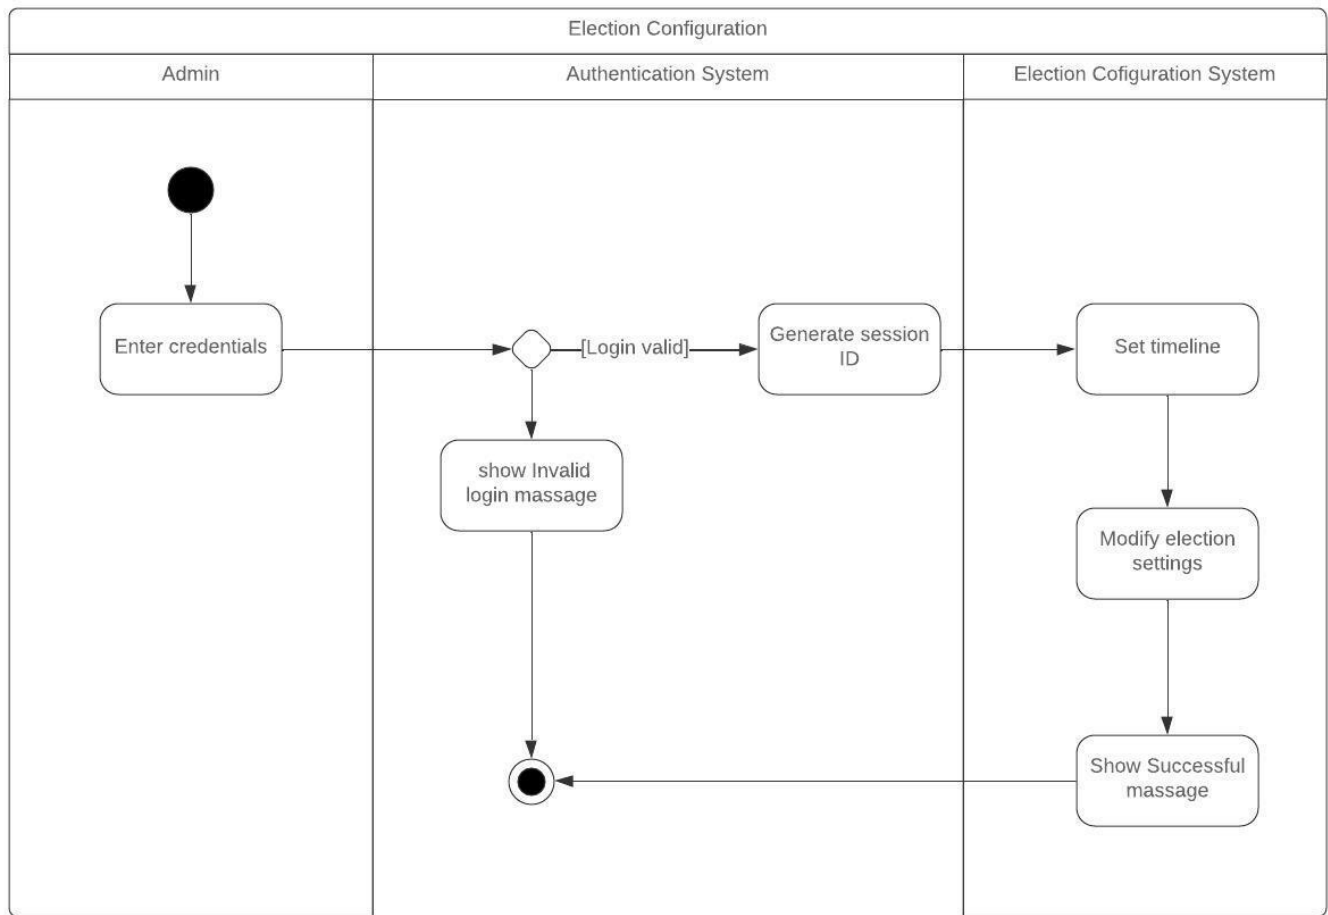 Election Configuration
Admin
Authentication System
Election Cofiguration System
Enter credentials
[Login valid]
Generate session
ID
Set timeline
show Invalid
login massage
Modify election
settings
Show Successful
massage